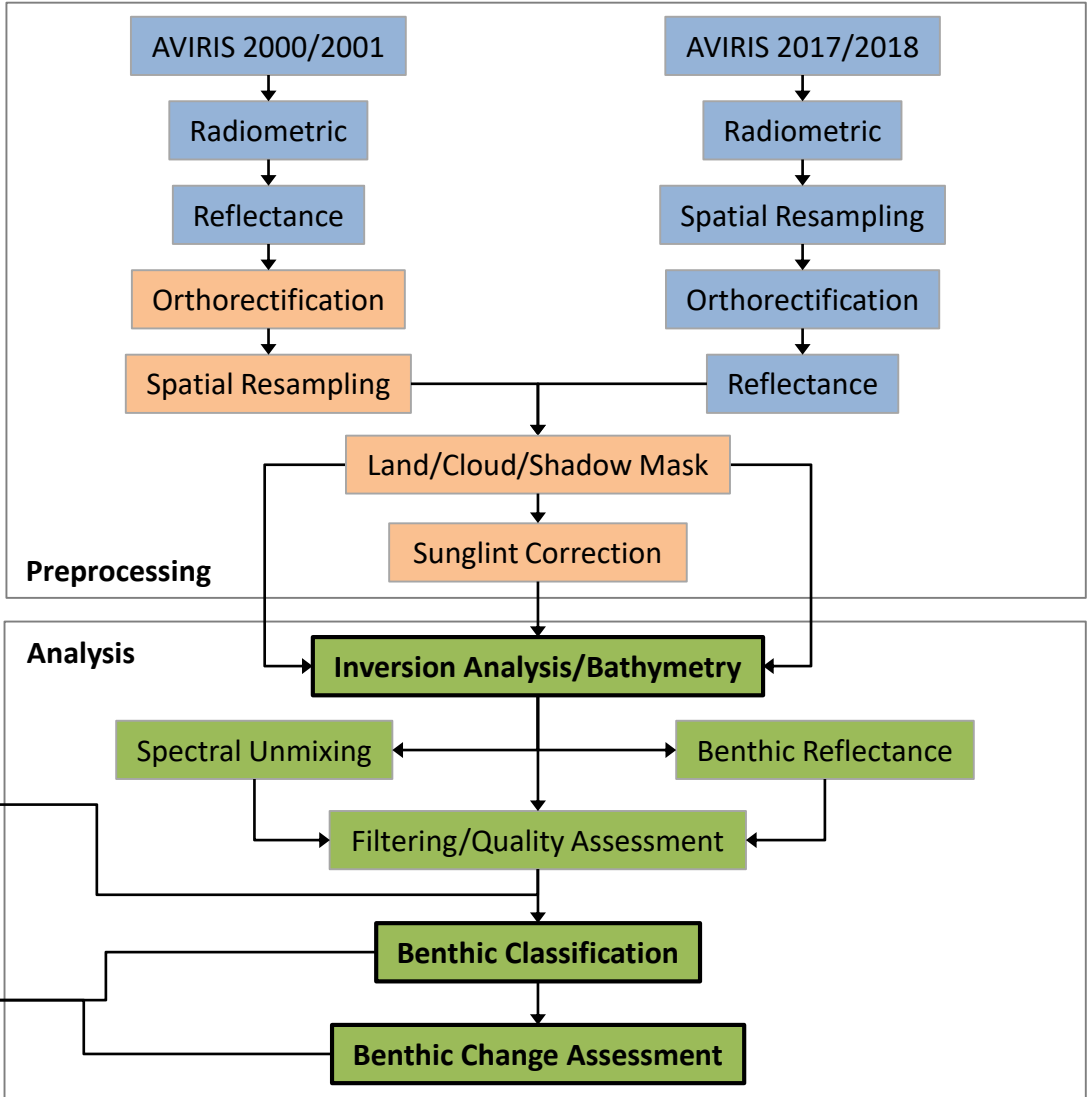 AVIRIS 2000/2001
AVIRIS 2017/2018
Radiometric
Radiometric
Reflectance
Spatial Resampling
Orthorectification
Orthorectification
Spatial Resampling
Reflectance
Land/Cloud/Shadow Mask
Sunglint Correction
Preprocessing
Analysis
Inversion Analysis/Bathymetry
Spectral Unmixing
Benthic Reflectance
Filtering/Quality Assessment
Benthic Classification
Benthic Change Assessment